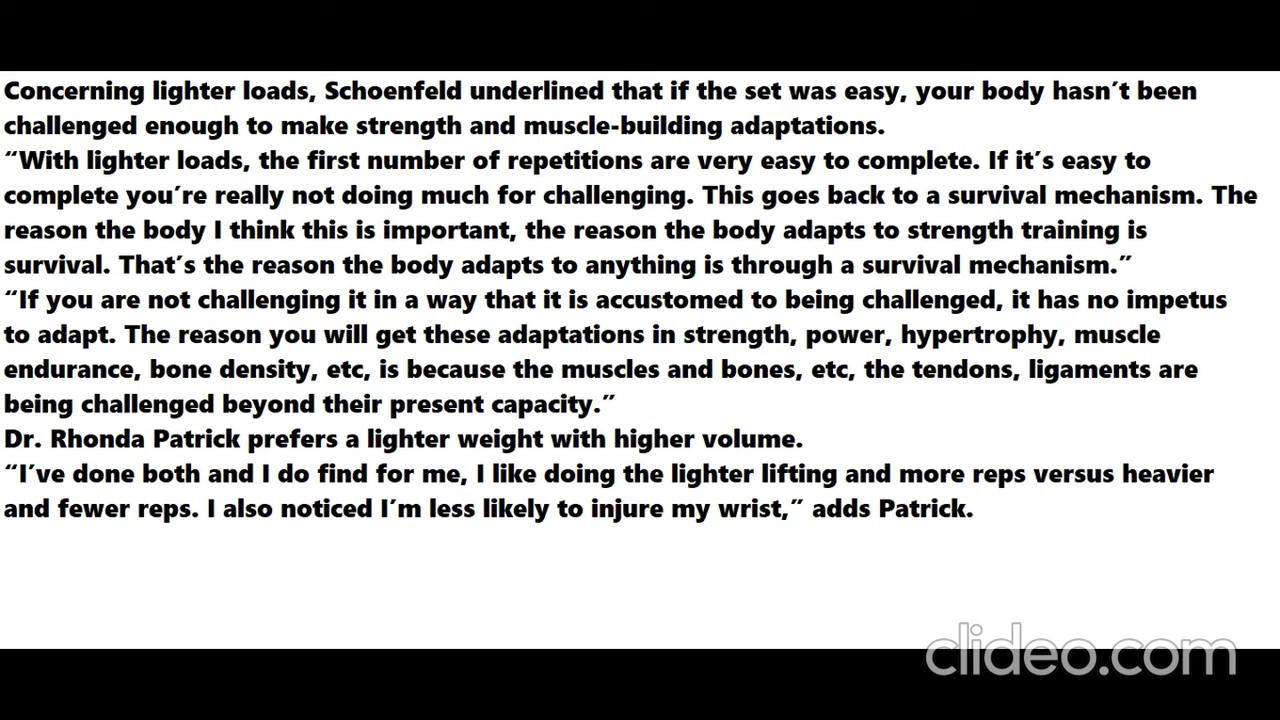 Concerning lighter loads, Schoenfeld underlined that if the set was easy, your body hasn’t been
challenged enough to make strength and muscle-building adaptations.
“With lighter loads, the first number of repetitions are very easy to complete. If it’s easy to
complete you’re really not doing much for challenging. This goes back to a survival mechanism. The
reason the body I think this is important, the reason the body adapts to strength training is
survival. That’s the reason the body adapts to anything is through a survival mechanism.”
“If you are not challenging it in a way that it is accustomed to being challenged, it has no impetus
to adapt. The reason you will get these adaptations in strength, power, hypertrophy, muscle
endurance, bone density, etc, is because the muscles and bones, etc, the tendons, ligaments are
being challenged beyond their present capacity.”
Dr. Rhonda Patrick prefers a lighter weight with higher volume.
“I’ve done both and I do find for me, I like doing the lighter lifting and more reps versus heavier
and fewer reps. I also noticed I’m less likely to injure my wrist,” adds Patrick.
clideo.com